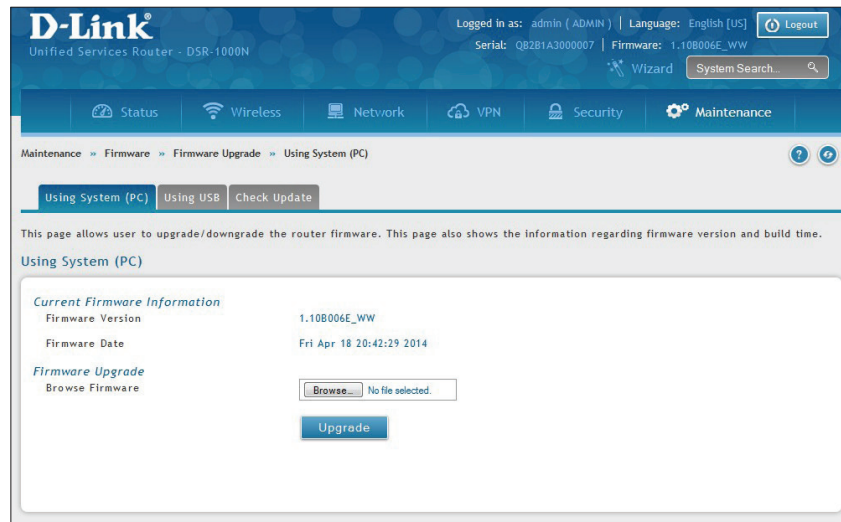 D-Link
Unified Services Router - DSR-1000N
Logged in as: admin ( ADMIN ) | Language: English [US]
Logout
Serial: QB2B1A3000007 | Firmware: 1.10B006E_WW
Wizard
System Search...
Status
Wireless
Network
VPN
Security
Maintenance
Maintenance » Firmware » Firmware Upgrade » Using System (PC)
?
Using System (PC)
Using USB
Check Update
This page allows user to upgrade/downgrade the router firmware. This page also shows the information regarding firmware version and build time.
Using System (PC)
Current Firmware Information
Firmware Version 1.10B006E_WW
Firmware Date Fri Apr 18 20:42:29 2014
Firmware Upgrade
Browse Firmware Browse... No file selected.
Upgrade